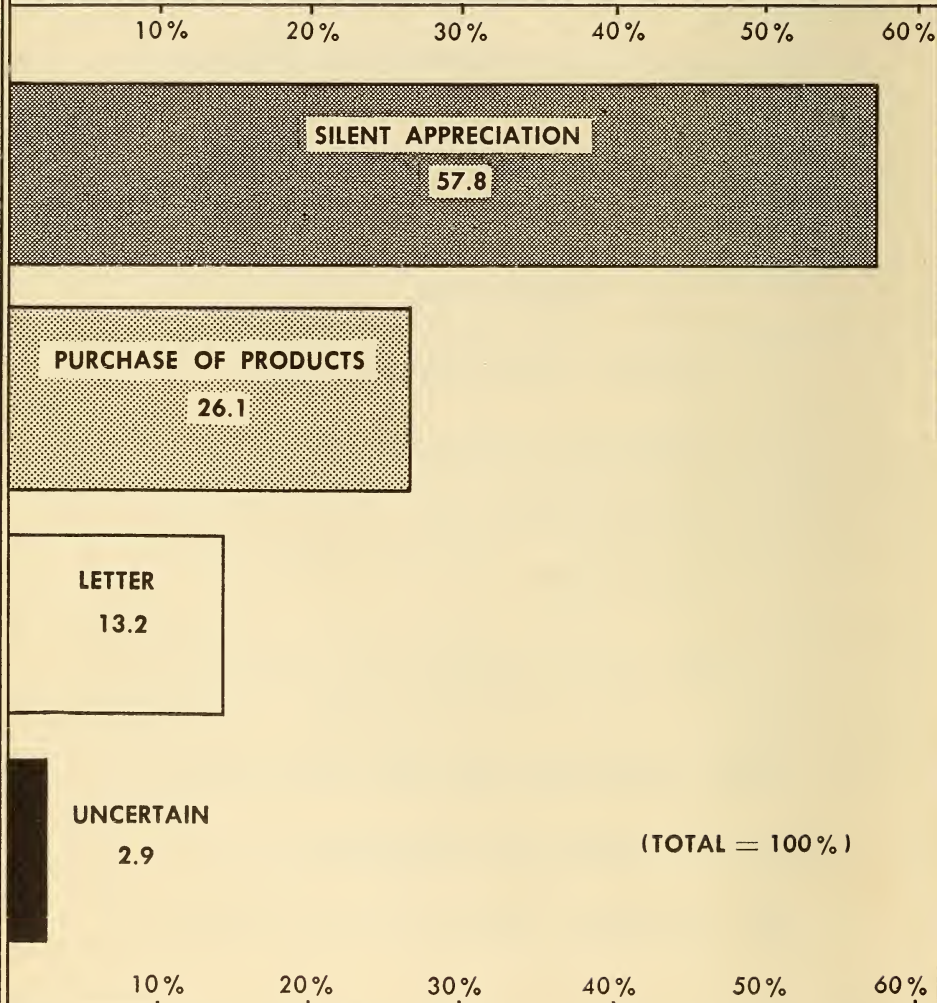 10% 20% 30% 40% 50% 60%
SILENT APPRECIATION
57.8
PURCHASE OF PRODUCTS
26.1
LETTER
13.2
UNCERTAIN
2.9
(TOTAL = 100%)
10% 20% 30% 40% 50% 60%